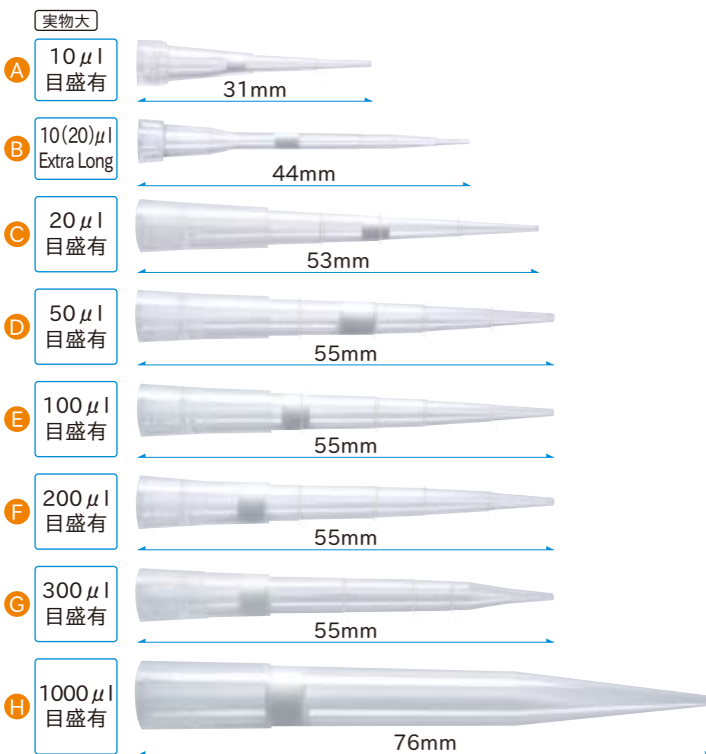 実物大
A
10μl
目盛有
31mm
B
10(20)μl
Extra Long
44mm
C
20μl
目盛有
53mm
D
50μl
目盛有
55mm
E
100μl
目盛有
55mm
F
200μl
目盛有
55mm
G
300μl
目盛有
55mm
H
1000μl
目盛有
76mm